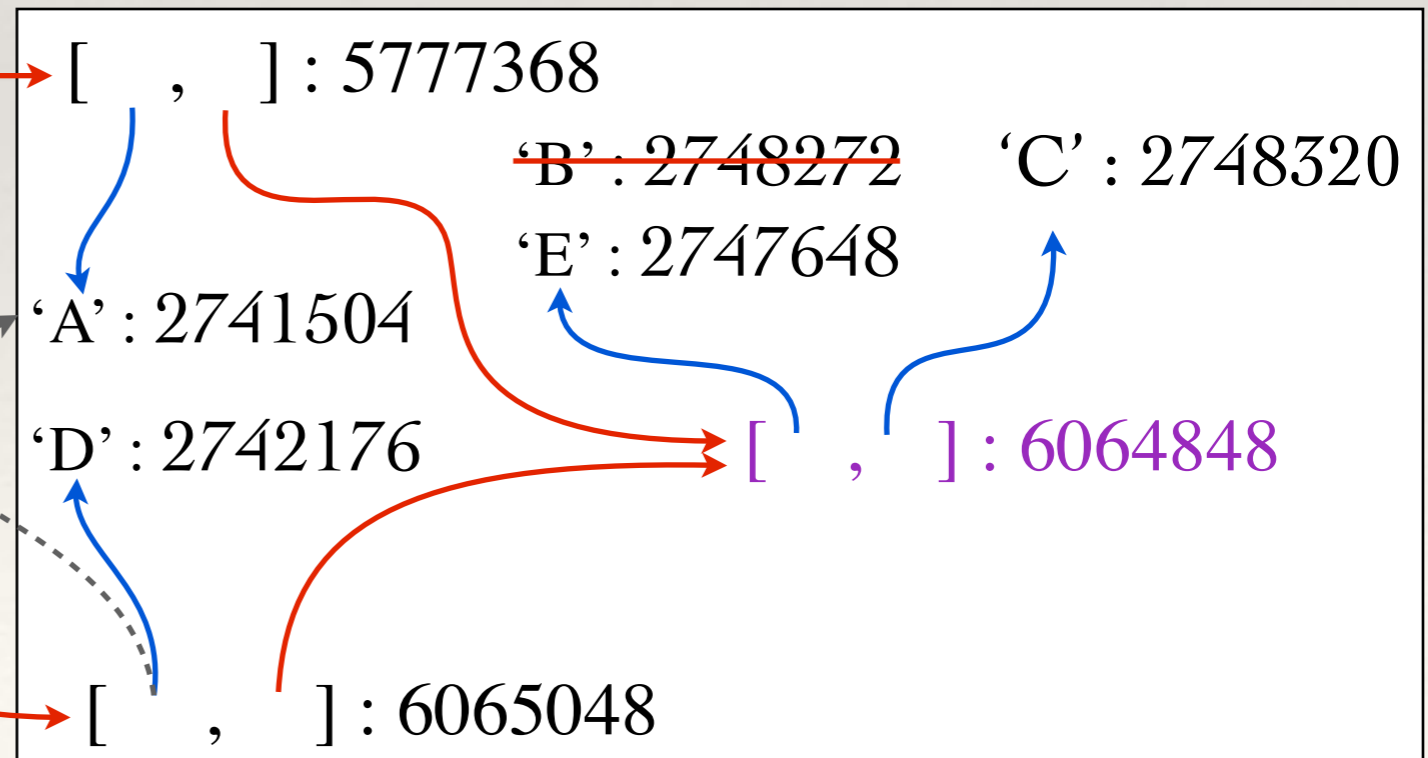 [ , ] : 5777368
‘B’ : 2748272 ‘C’ : 2748320
‘E’ : 2747648
‘A’ : 2741504
‘D’ : 2742176
[ , ] : 6064848
[ , ] : 6065048